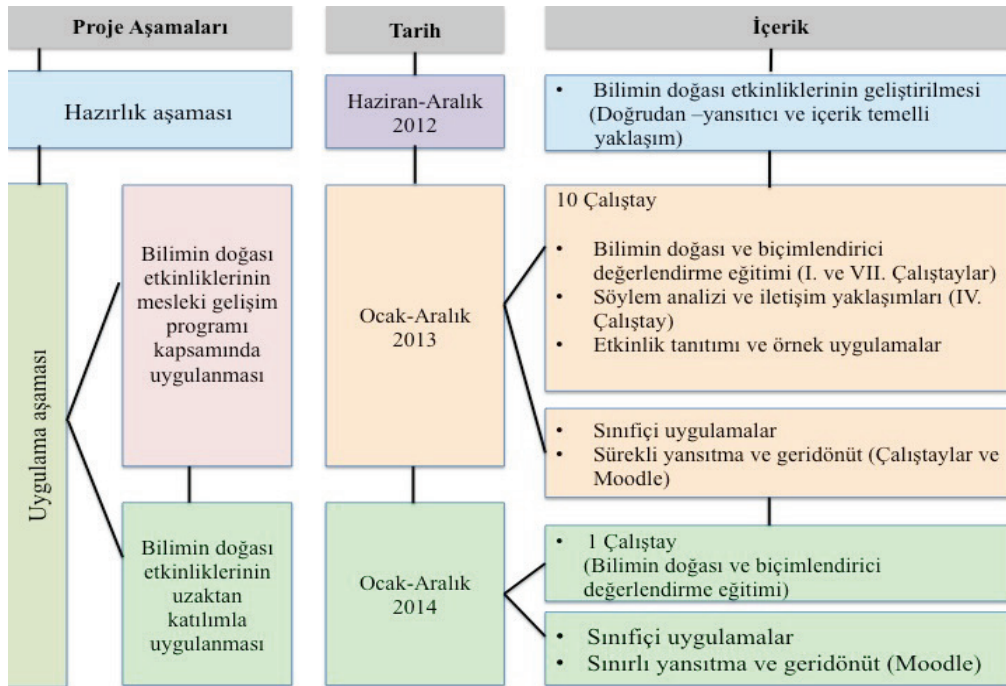 Proje Aşamaları
Tarih
İçerik
Hazırlık aşaması
Haziran-Aralık
2012
• Bilimin doğası etkinliklerinin geliştirilmesi
(Doğrudan –yansıtıcı ve içerik temelli
yaklaşım)
Uygulama aşaması
Bilimin doğası
etkinliklerinin
mesleki gelişim
programı
kapsamında
uygulanması
Ocak-Aralık
2013
10 Çalıştay
• Bilimin doğası ve biçimlendirici
değerlendirme eğitimi (I. ve VII. Çalıştaylar)
• Söylem analizi ve iletişim yaklaşımları (IV.
Çalıştay)
• Etkinlik tanıtımı ve örnek uygulamalar
• Sınıfiçi uygulamalar
• Sürekli yansıtma ve geridönüt (Çalıştaylar ve
Moodle)
Bilimin doğası
etkinliklerinin
uzaktan
katılımla
uygulanması
Ocak-Aralık
2014
• 1 Çalıştay
(Bilimin doğası ve biçimlendirici
değerlendirme eğitimi)
• Sınıfiçi uygulamalar
• Sınırlı yansıtma ve geridönüt (Moodle)